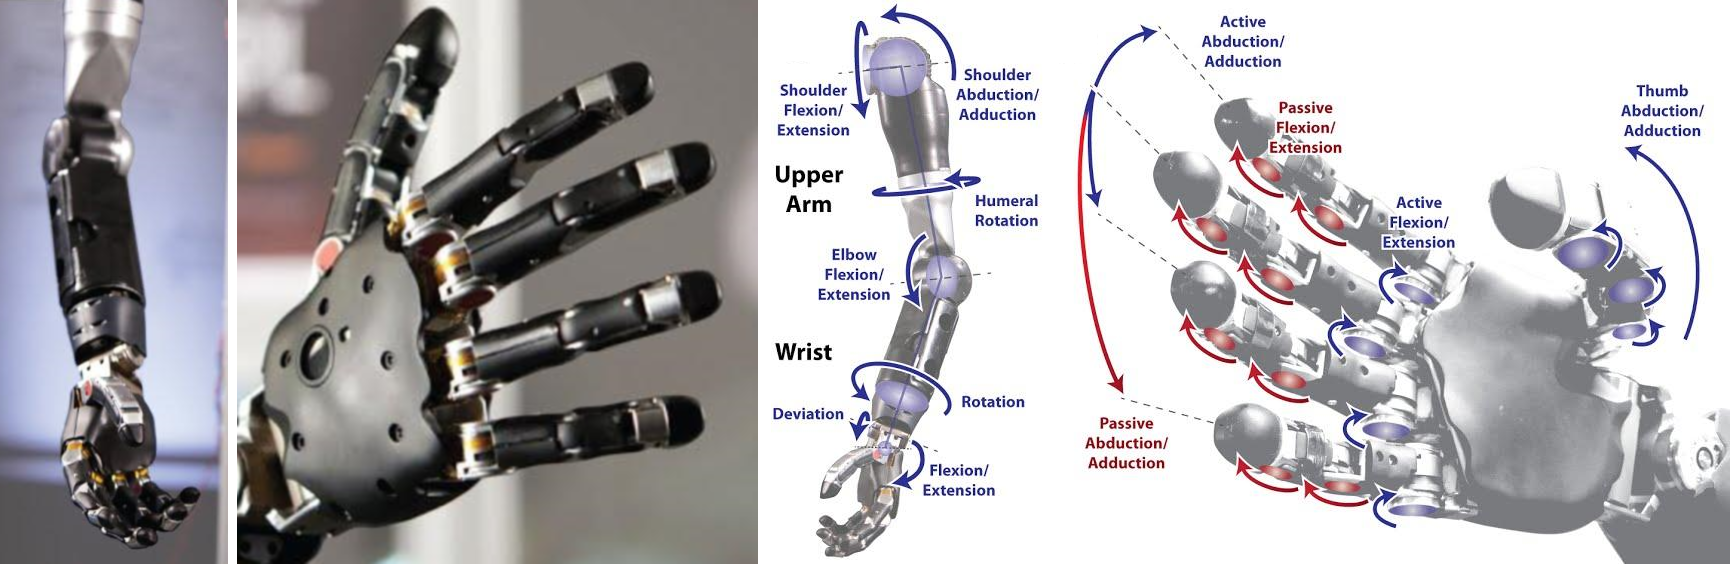 Shoulder
Flexion/
Extension
Shoulder
Abduction/
Adduction
Upper
Arm
Humeral
Rotation
Elbow
Flexion/
Extension
Wrist
Rotation
Deviation
Flexion/
Extension
Active
Abduction/
Adduction
Passive
Flexion/
Extension
Thumb
Abduction/
Adduction
Active
Flexion/
Extension
Passive
Abduction/
Adduction